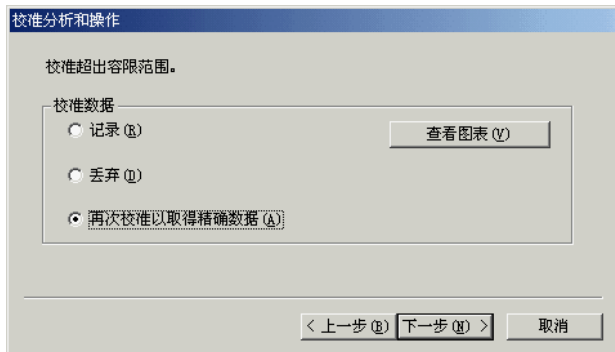 校准分析和操作
校准超出容限范围。
校准数据
记录(R)
查看图表(V)
丢弃(D)
再次校准以取得精确数据(A)
< 上一步(B) 下一步(N) > 取消